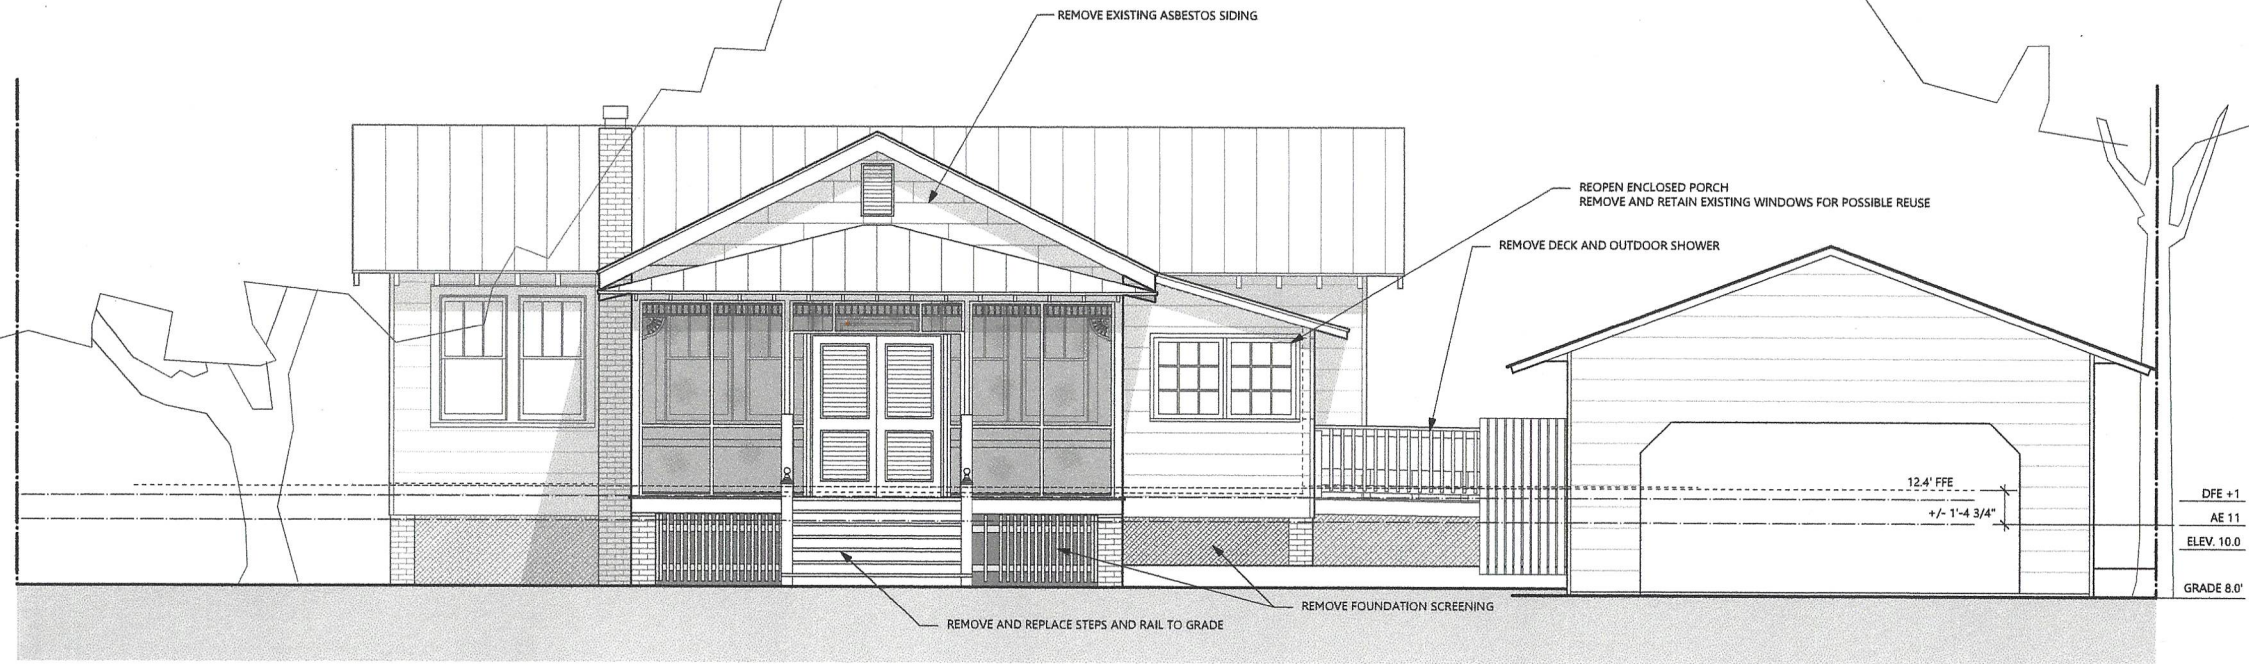 REMOVE EXISTING ASBESTOS SIDING
REOPEN ENCLOSED PORCH
REMOVE AND RETAIN EXISTING WINDOWS FOR POSSIBLE REUSE
REMOVE DECK AND OUTDOOR SHOWER
12.4' FFE
DFE +1
+/- 1'-4 3/4"
AE 11
ELEV. 10.0
GRADE 8.0'
REMOVE FOUNDATION SCREENING
REMOVE AND REPLACE STEPS AND RAIL TO GRADE